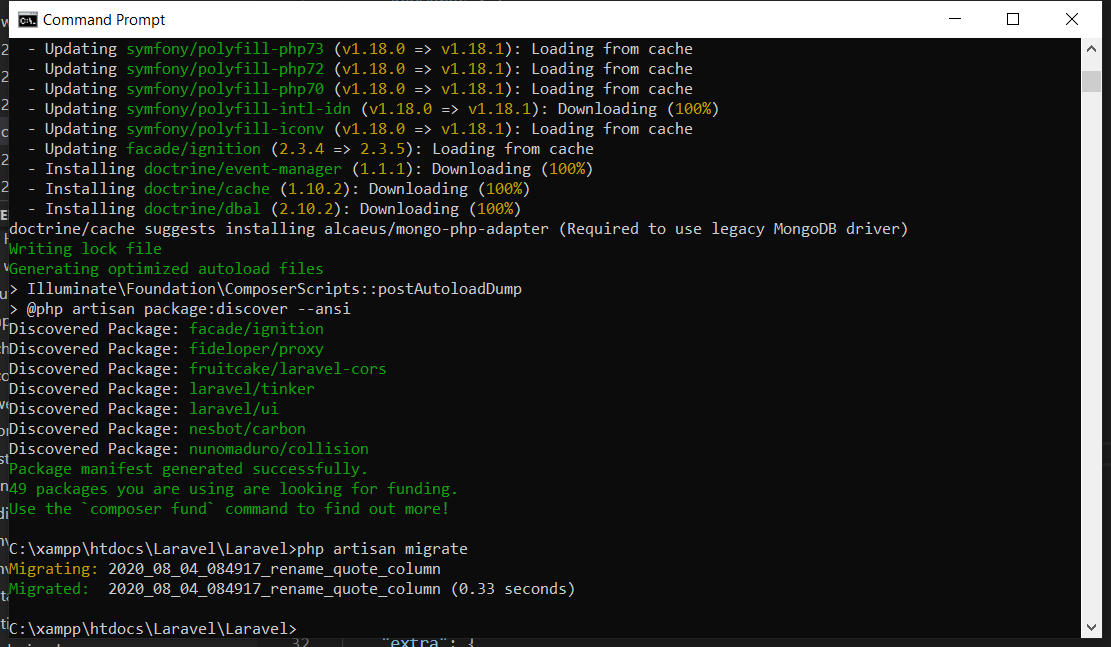 Command Prompt
- Updating symfony/polyfill-php73 (v1.18.0 => v1.18.1): Loading from cache
- Updating symfony/polyfill-php72 (v1.18.0 => v1.18.1): Loading from cache
- Updating symfony/polyfill-php70 (v1.18.0 => v1.18.1): Loading from cache
- Updating symfony/polyfill-intl-idn (v1.18.0 => v1.18.1): Downloading (100%)
- Updating symfony/polyfill-iconv (v1.18.0 => v1.18.1): Loading from cache
- Updating facade/ignition (2.3.4 => 2.3.5): Loading from cache
- Installing doctrine/event-manager (1.1.1): Downloading (100%)
- Installing doctrine/cache (1.10.2): Downloading (100%)
- Installing doctrine/dbal (2.10.2): Downloading (100%)
doctrine/cache suggests installing alcaeus/mongo-php-adapter (Required to use legacy MongoDB driver)
Writing lock file
Generating optimized autoload files
> Illuminate\Foundation\ComposerScripts::postAutoloadDump
> @php artisan package:discover --ansi
Discovered Package: facade/ignition
Discovered Package: fideloper/proxy
Discovered Package: fruitcake/laravel-cors
Discovered Package: laravel/tinker
Discovered Package: laravel/ui
Discovered Package: nesbot/carbon
Discovered Package: nunomaduro/collision
Package manifest generated successfully.
49 packages you are using are looking for funding.
Use the `composer fund` command to find out more!
C:\xampp\htdocs\Laravel\Laravel>php artisan migrate
Migrating: 2020_08_04_084917_rename_quote_column
Migrated:  2020_08_04_084917_rename_quote_column (0.33 seconds)
C:\xampp\htdocs\Laravel\Laravel>
32 "extra": {